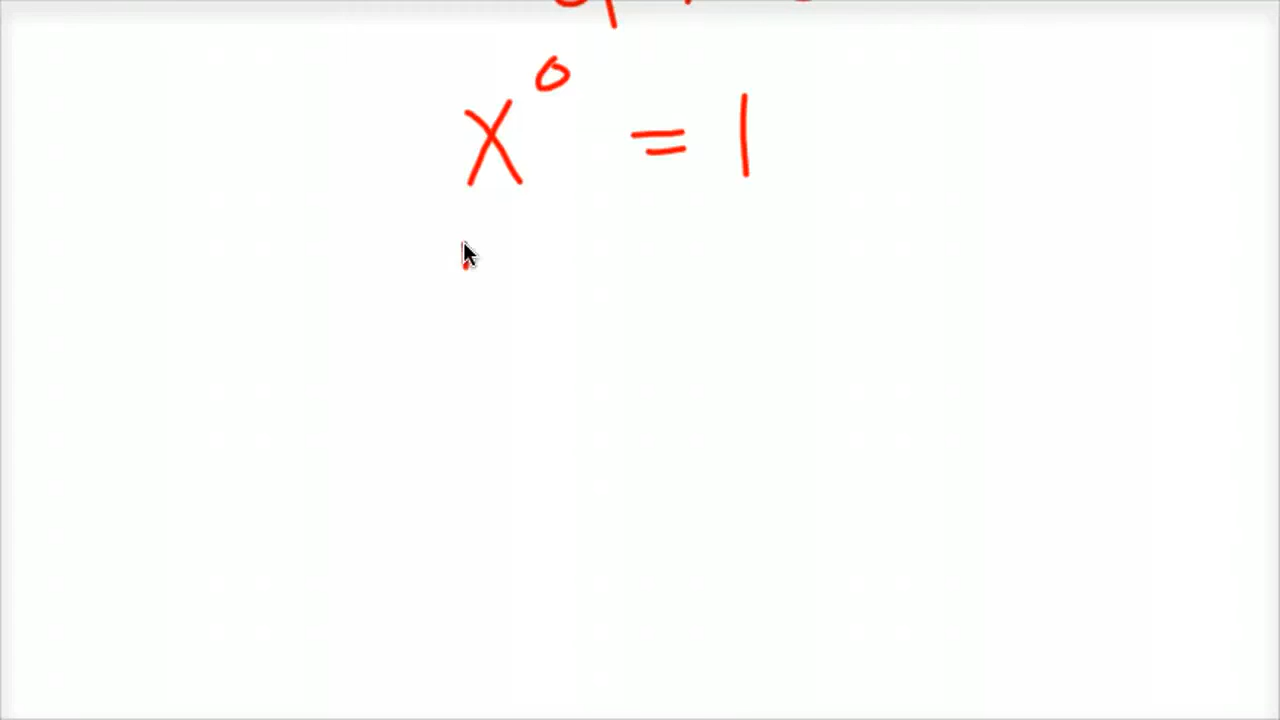 x⁰ = 1